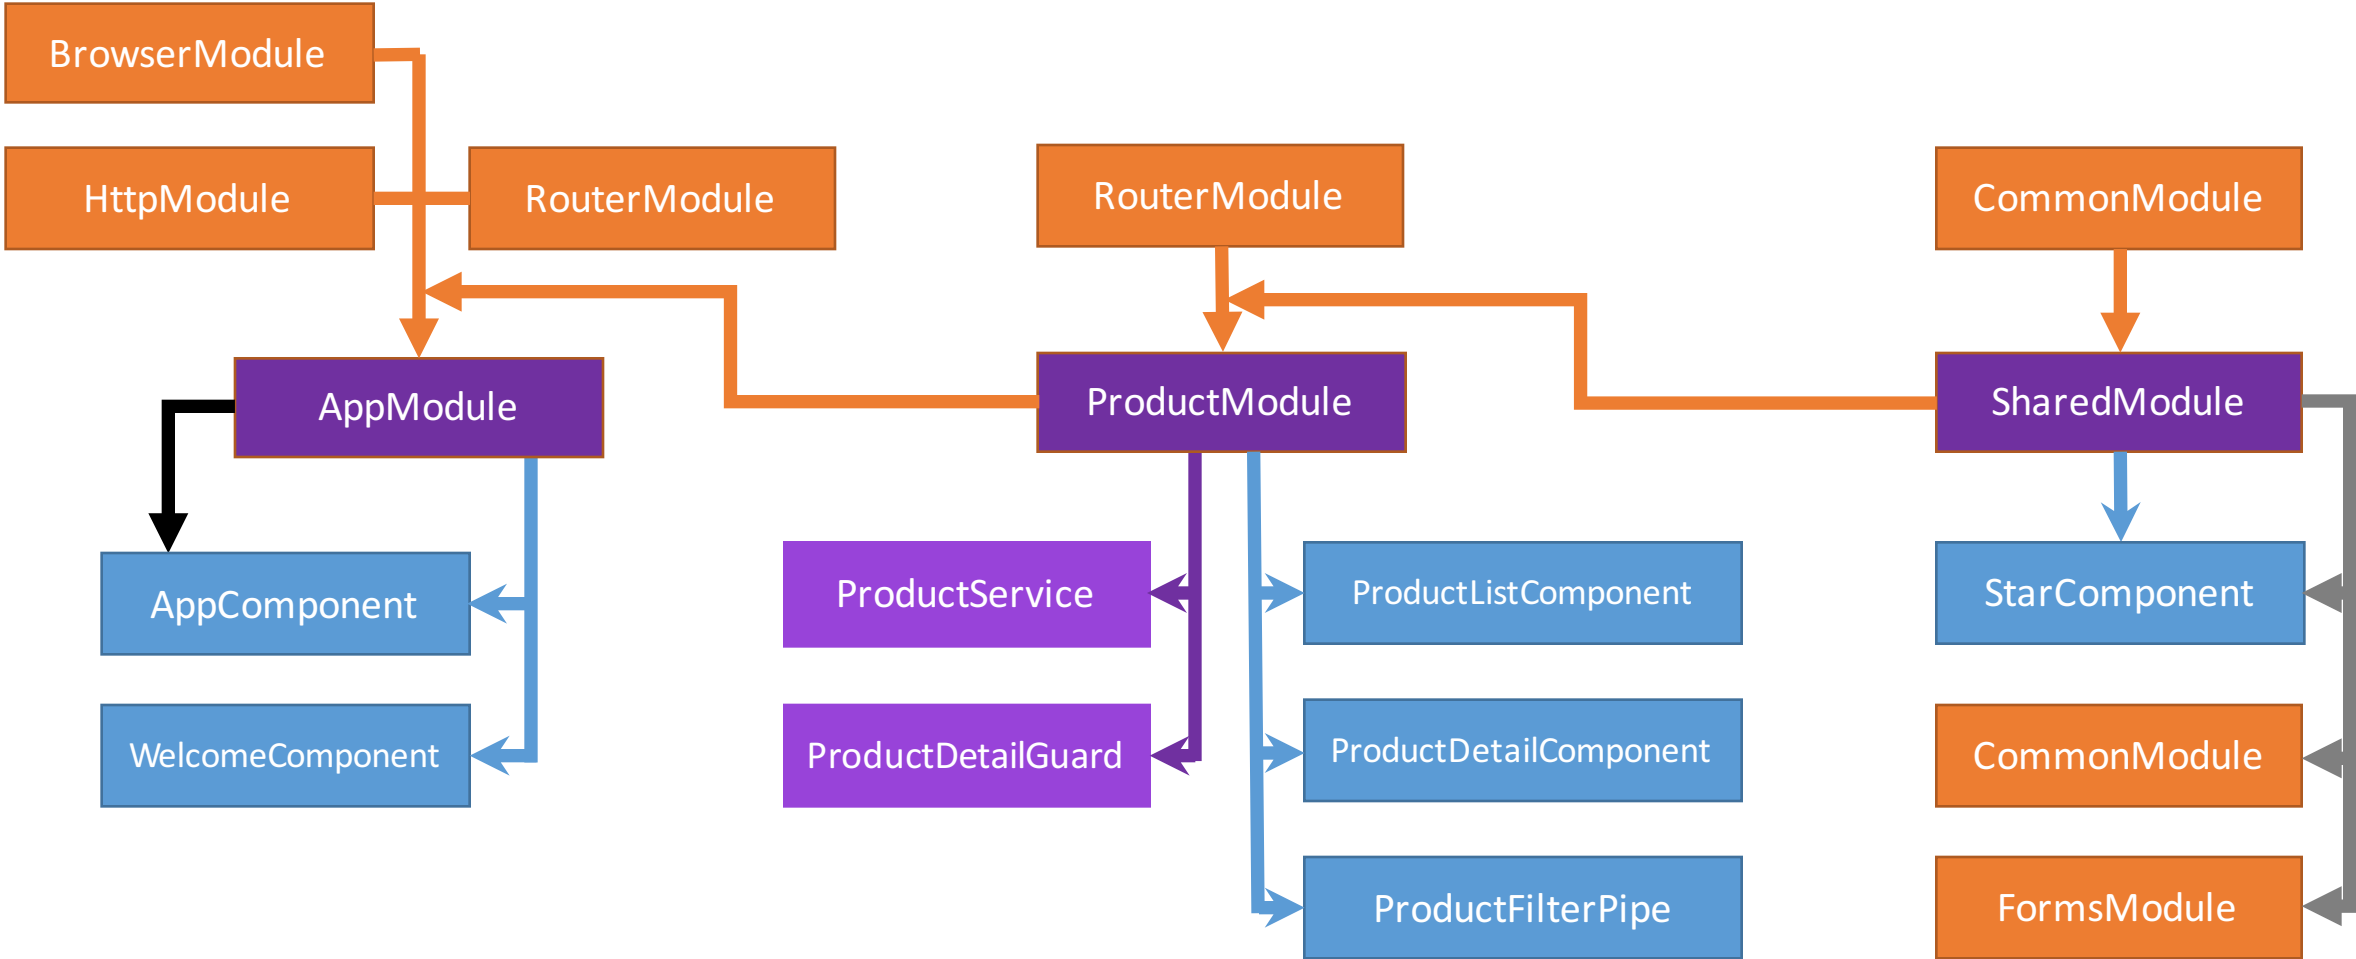 BrowserModule
HttpModule
RouterModule
RouterModule
CommonModule
AppModule
ProductModule
SharedModule
AppComponent
ProductService
ProductListComponent
StarComponent
WelcomeComponent
ProductDetailGuard
ProductDetailComponent
CommonModule
ProductFilterPipe
FormsModule